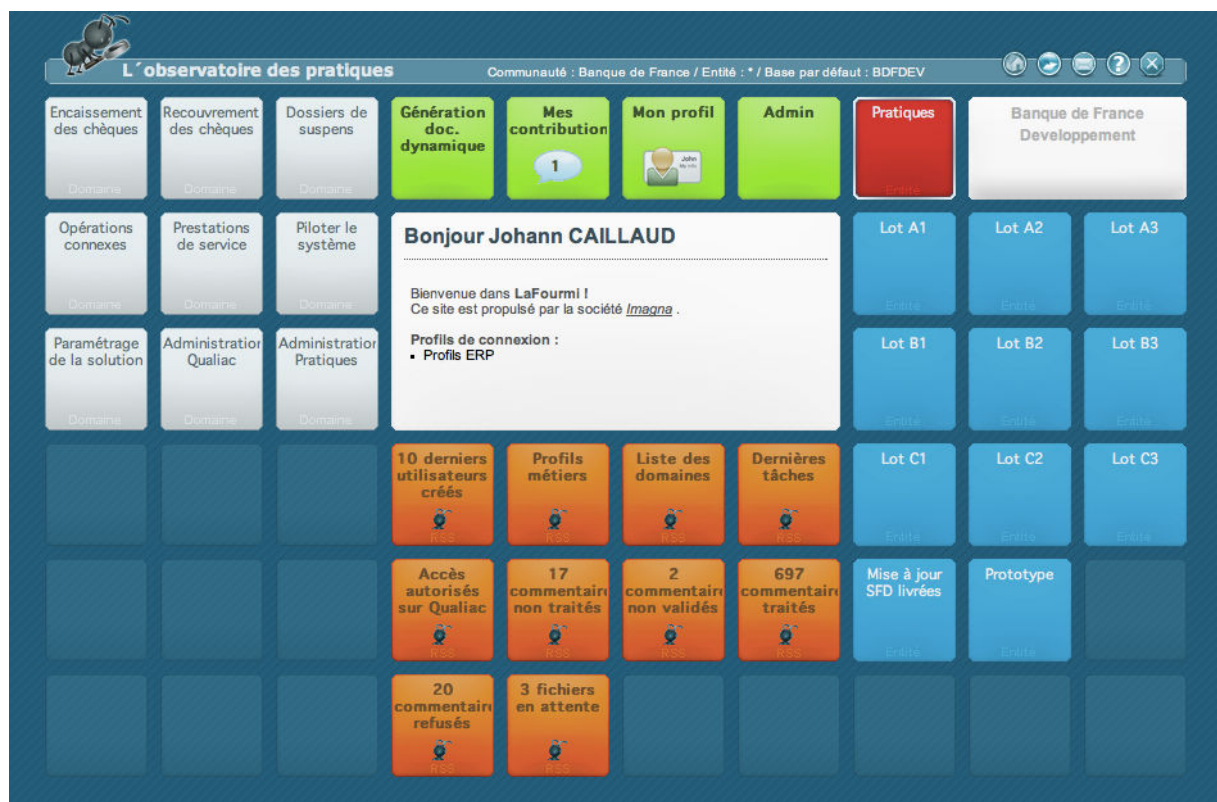 L´observatoire des pratiques
Communauté : Banque de France / Entité : * / Base par défaut : BDFDEV
Encaissement
des chèques
Domaine
Recouvrement
des chèques
Domaine
Dossiers de
suspens
Domaine
Génération
doc.
dynamique
Mes
contribution
1
Mon profil
John
Admin
Pratiques
Entité
Banque de France
Developpement
Opérations
connexes
Domaine
Prestations
de service
Domaine
Piloter le
système
Domaine
Bonjour Johann CAILLAUD
Bienvenue dans LaFourmi !
Ce site est propulsé par la société Imagna .
Profils de connexion :
▪ Profils ERP
Lot A1
Entité
Lot A2
Entité
Lot A3
Entité
Paramétrage
de la solution
Domaine
Administration
Qualiac
Domaine
Administration
Pratiques
Domaine
Lot B1
Entité
Lot B2
Entité
Lot B3
Entité
10 derniers
utilisateurs
créés
RSS
Profils
métiers
RSS
Liste des
domaines
RSS
Dernières
tâches
RSS
Lot C1
Entité
Lot C2
Entité
Lot C3
Entité
Accès
autorisés
sur Qualiac
RSS
17
commentaire
non traités
RSS
2
commentaire
non validés
RSS
697
commentaire
traités
RSS
Mise à jour
SFD livrées
Entité
Prototype
Entité
20
commentaire
refusés
RSS
3 fichiers
en attente
RSS